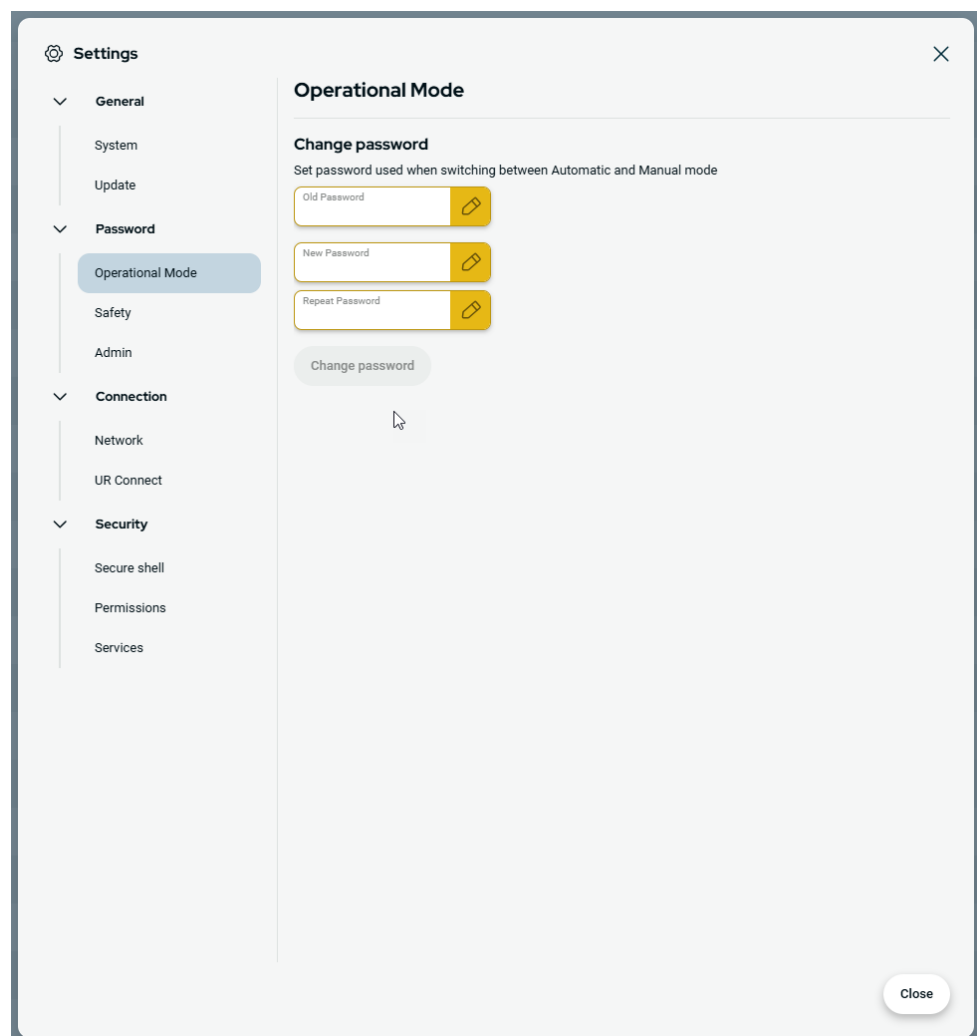 Settings
General
System
Update
Password
Operational Mode
Safety
Admin
Connection
Network
UR Connect
Security
Secure shell
Permissions
Services
Operational Mode
Change password
Set password used when switching between Automatic and Manual mode
Old Password
New Password
Repeat Password
Change password
Close